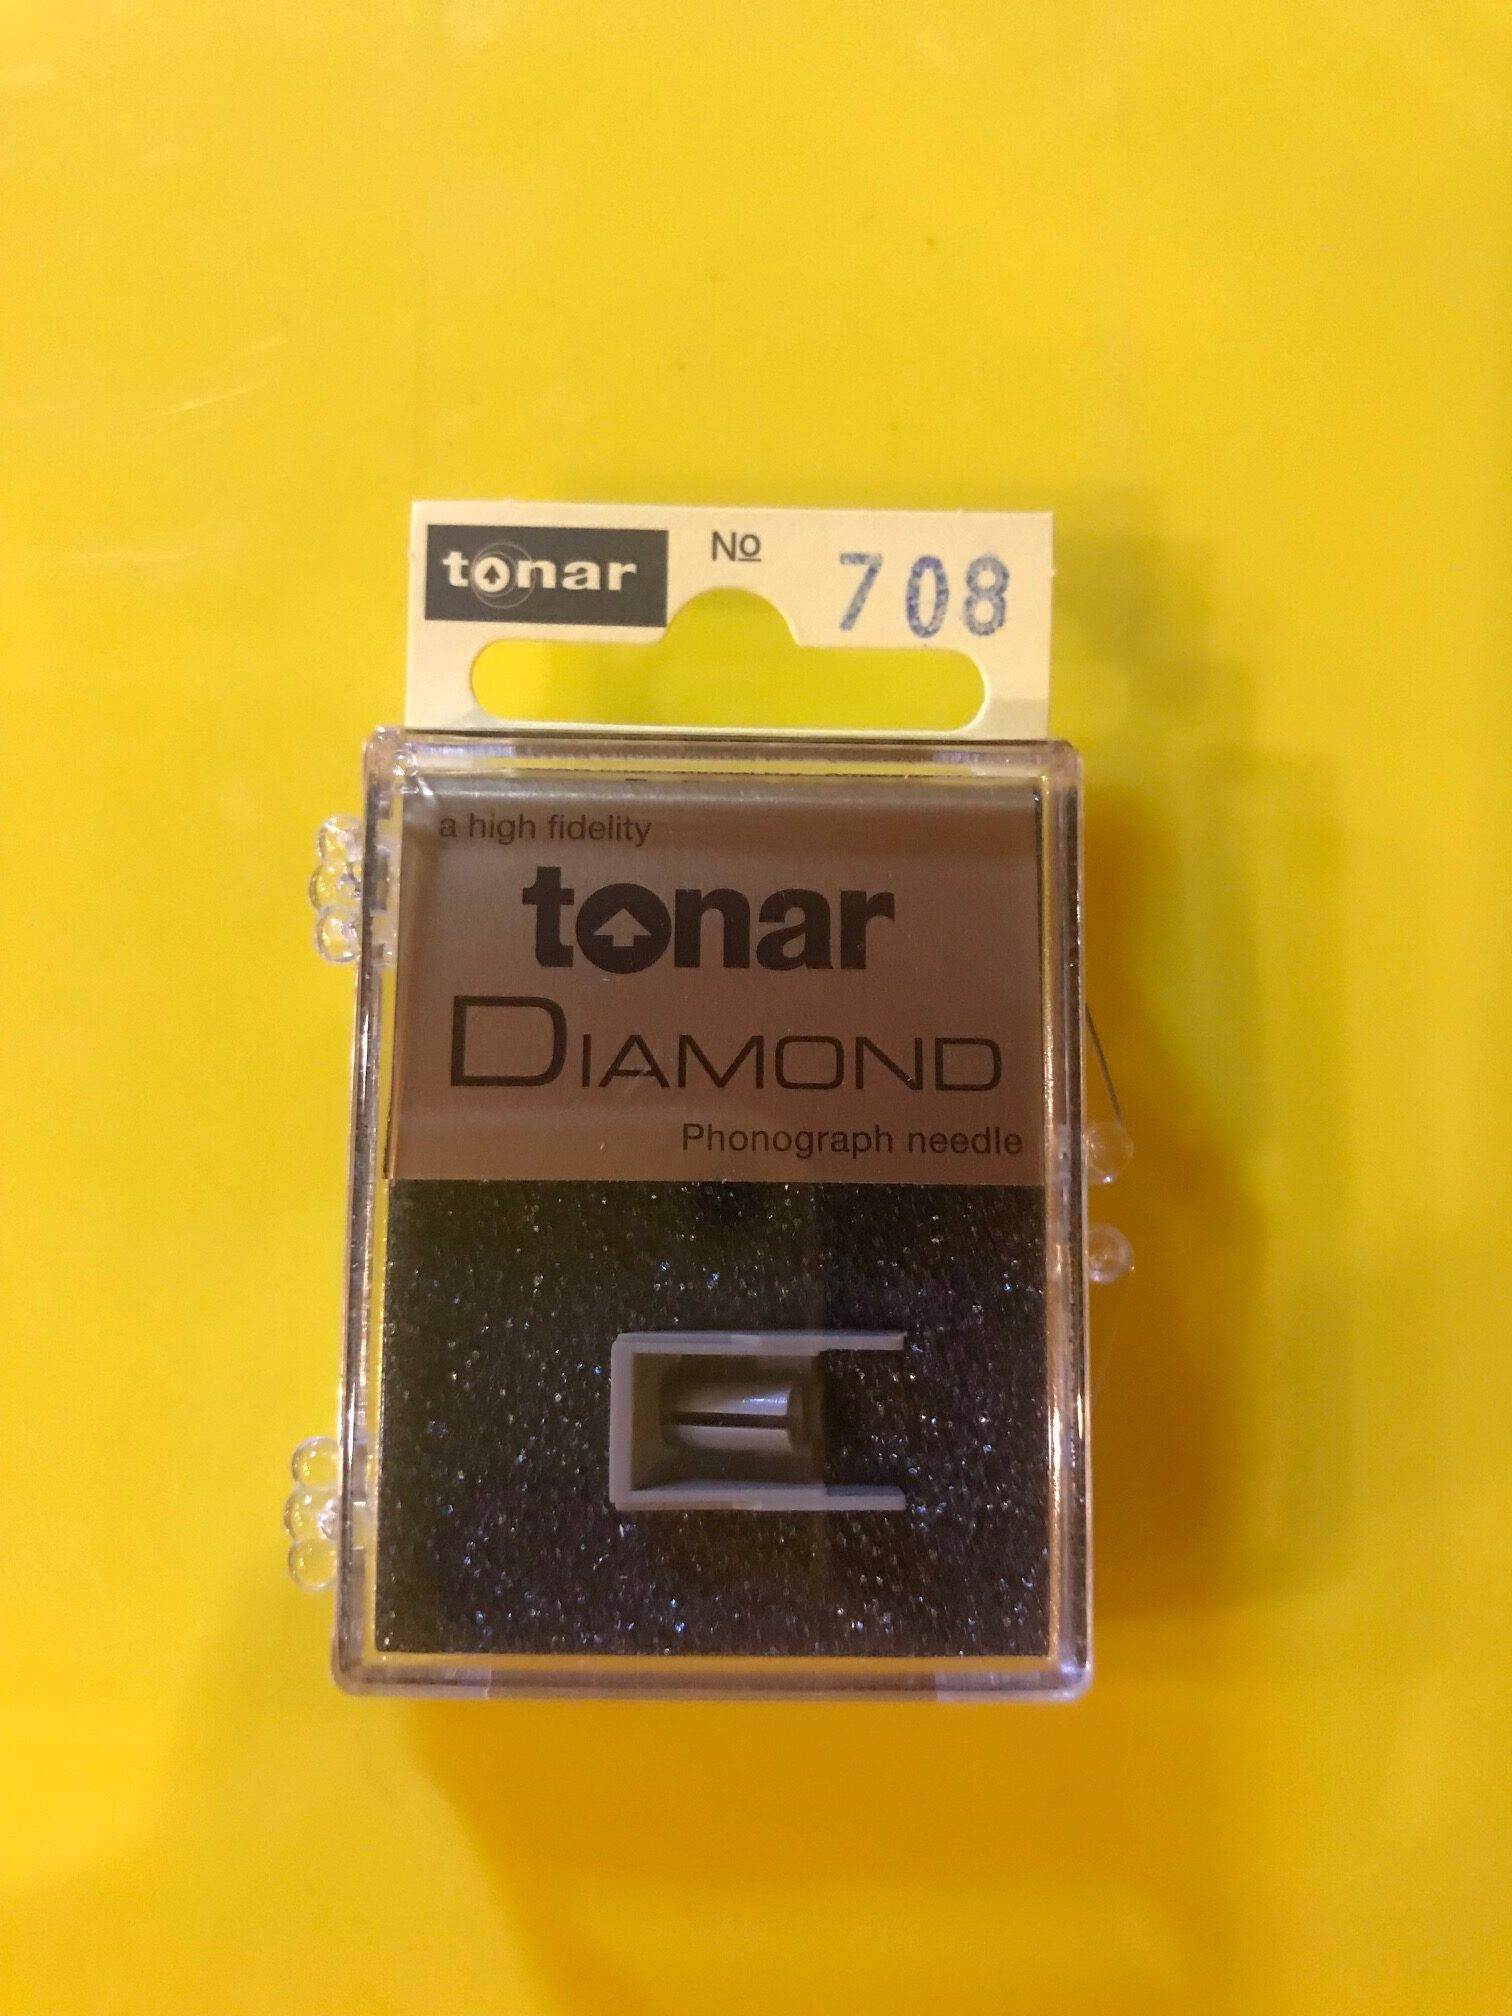 tonar No 708
a high fidelity
tonar
DIAMOND
Phonograph needle